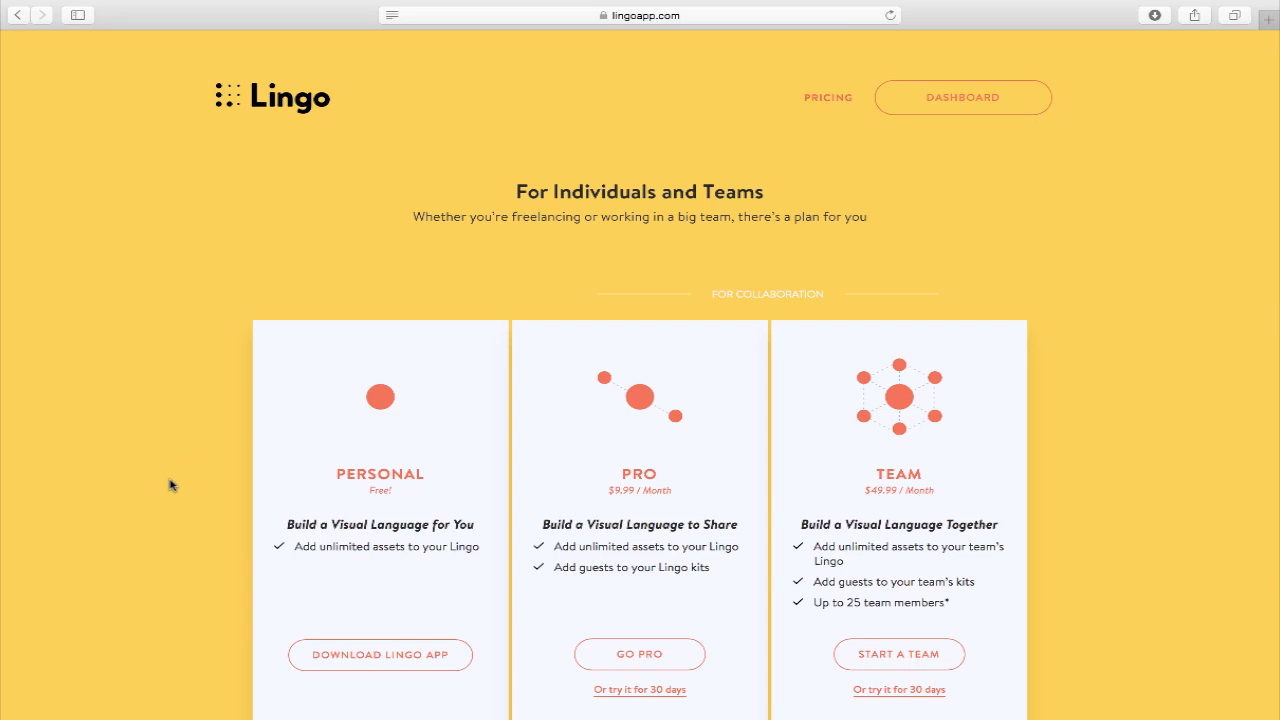 lingoapp.com
Lingo
PRICING
DASHBOARD
For Individuals and Teams
Whether you're freelancing or working in a big team, there's a plan for you
FOR COLLABORATION
PERSONAL
Free!
Build a Visual Language for You
Add unlimited assets to your Lingo
DOWNLOAD LINGO APP
PRO
$9.99 / Month
Build a Visual Language to Share
Add unlimited assets to your Lingo
Add guests to your Lingo kits
GO PRO
Or try it for 30 days
TEAM
$49.99 / Month
Build a Visual Language Together
Add unlimited assets to your team's
Lingo
Add guests to your team's kits
Up to 25 team members*
START A TEAM
Or try it for 30 days